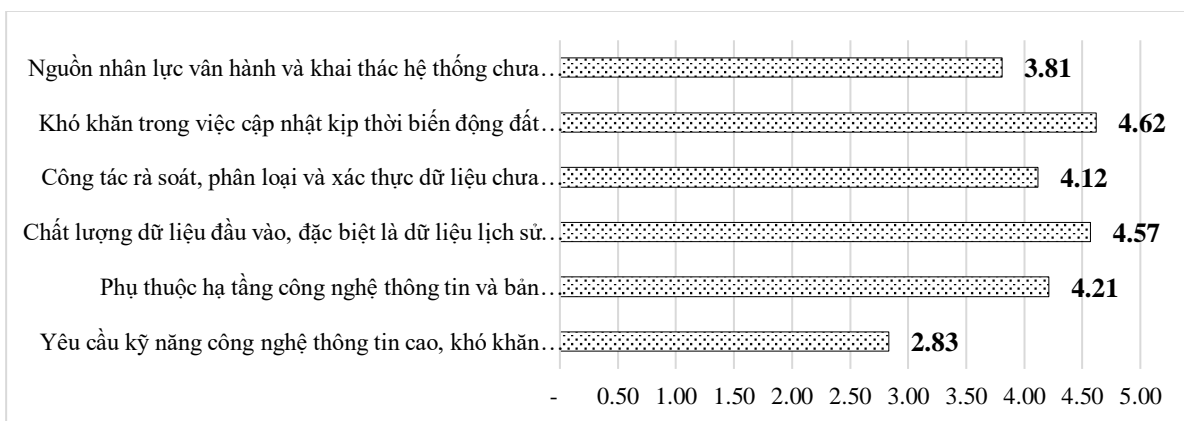 Nguồn nhân lực vân hành và khai thác hệ thống chưa… 3.81
Khó khăn trong việc cập nhật kịp thời biến động đất… 4.62
Công tác rà soát, phân loại và xác thực dữ liệu chưa… 4.12
Chất lượng dữ liệu đầu vào, đặc biệt là dữ liệu lịch sử… 4.57
Phụ thuộc hạ tầng công nghệ thông tin và bản… 4.21
Yêu cầu kỹ năng công nghệ thông tin cao, khó khăn… 2.83
- 0.50 1.00 1.50 2.00 2.50 3.00 3.50 4.00 4.50 5.00